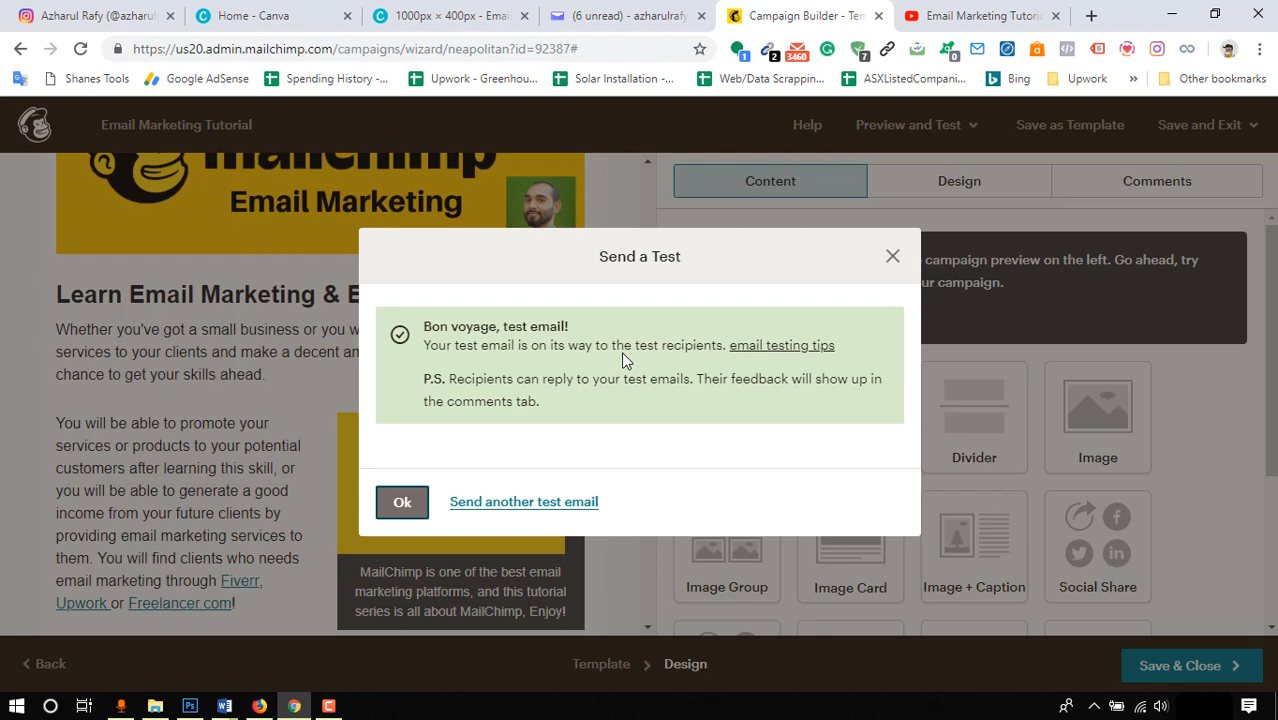 Azharul Rafy (@azharul
Home - Canva
1000px × 400px - Emai
(6 unread) - azharulrafy
Campaign Builder - Tem
Email Marketing Tutoria
https://us20.admin.mailchimp.com/campaigns/wizard/neapolitan?id=92387#
1
2
3460
7
0
6
Shanes Tools
Google AdSense
Spending History -...
Upwork - Greenhou...
Solar Installation -...
Web/Data Scrappin...
ASXListedCompani...
Bing
Upwork
»
Other bookmarks
Email Marketing Tutorial
Help
Preview and Test
Save as Template
Save and Exit
mailchimp
Email Marketing
Content
Design
Comments
campaign preview on the left. Go ahead, try
ur campaign.
Send a Test
Bon voyage, test email!
Your test email is on its way to the test recipients. email testing tips
P.S. Recipients can reply to your test emails. Their feedback will show up in
the comments tab.
Ok
Send another test email
Learn Email Marketing & E
Whether you've got a small business or you w
services to your clients and make a decent am
chance to get your skills ahead.
You will be able to promote your
services or products to your potential
customers after learning this skill, or
you will be able to generate a good
income from your future clients by
providing email marketing services to
them. You will find clients who needs
email marketing through Fiverr,
Upwork or Freelancer.com!
MailChimp is one of the best email
marketing platforms, and this tutorial
series is all about MailChimp, Enjoy!
Divider
Image
Image Group
Image Card
Image + Caption
Social Share
Back
Template
Design
Save & Close